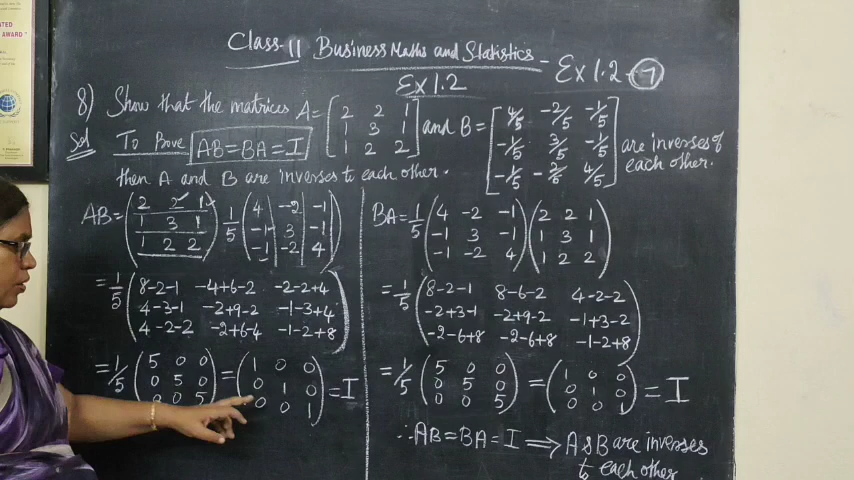 TED
AWARD"
Class-11 Business Maths and Statistics - Ex 1.2 - 7
Ex 1.2
8) Show that the matrices A = [2 2 1
1 3 1
1 2 2] and B = [4/5 -2/5 -1/5
-1/5 3/5 -1/5
-1/5 -2/5 4/5] are inverses of each other.
Sol To Prove AB = BA = I
then A and B are inverses to each other.
AB = (2 2 1
1 3 1
1 2 2) 1/5 (4 -2 -1
-1 3 -1
-1 -2 4)
= 1/5 (8-2-1 -4+6-2 -2-2+4
4-3-1 -2+9-2 -1-3+4
4-2-2 -2+6-4 -1-2+8)
= 1/5 (5 0 0
0 5 0
0 0 5) = (1 0 0
0 1 0
0 0 1) = I
BA = 1/5 (4 -2 -1
-1 3 -1
-1 -2 4) (2 2 1
1 3 1
1 2 2)
= 1/5 (8-2-1 8-6-2 4-2-2
-2+3-1 -2+9-2 -1+3-2
-2-6+8 -2-6+8 -1-2+8)
= 1/5 (5 0 0
0 5 0
0 0 5) = (1 0 0
0 1 0
0 0 1) = I
∴ AB = BA = I ⟹ A & B are inverses
to each other